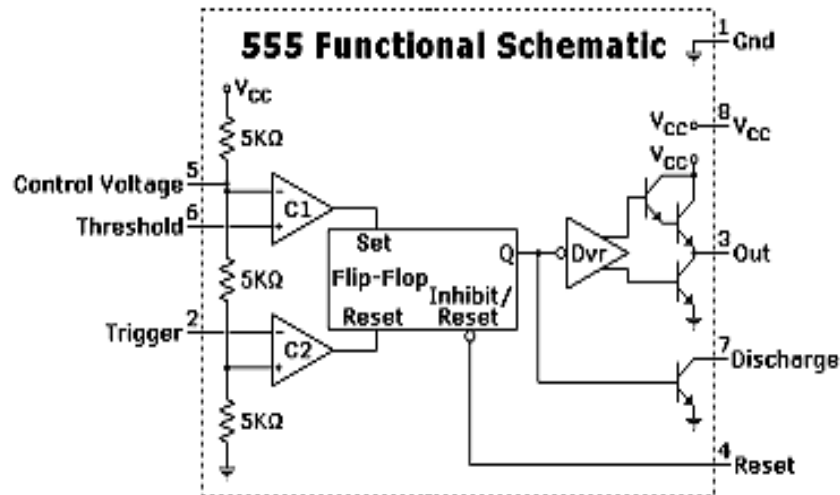 555 Functional Schematic
1 Gnd
VCC
5KΩ
8
VCC VCC
VCC
5
Control Voltage
6
Threshold
- C1 +
Set
Q
Dvr
3
Out
Flip-Flop
5KΩ
Inhibit/
Reset
Reset
2
Trigger
- C2 +
7
Discharge
5KΩ
4
Reset